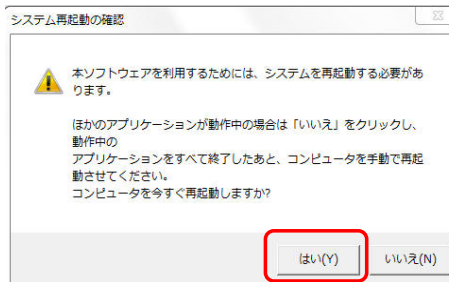 システム再起動の確認
本ソフトウェアを利用するためには、システムを再起動する必要があ
ります。
ほかのアプリケーションが動作中の場合は「いいえ」をクリックし、
動作中の
アプリケーションをすべて終了したあと、コンピュータを手動で再起
動させてください。
コンピュータを今すぐ再起動しますか?
はい(Y) いいえ(N)